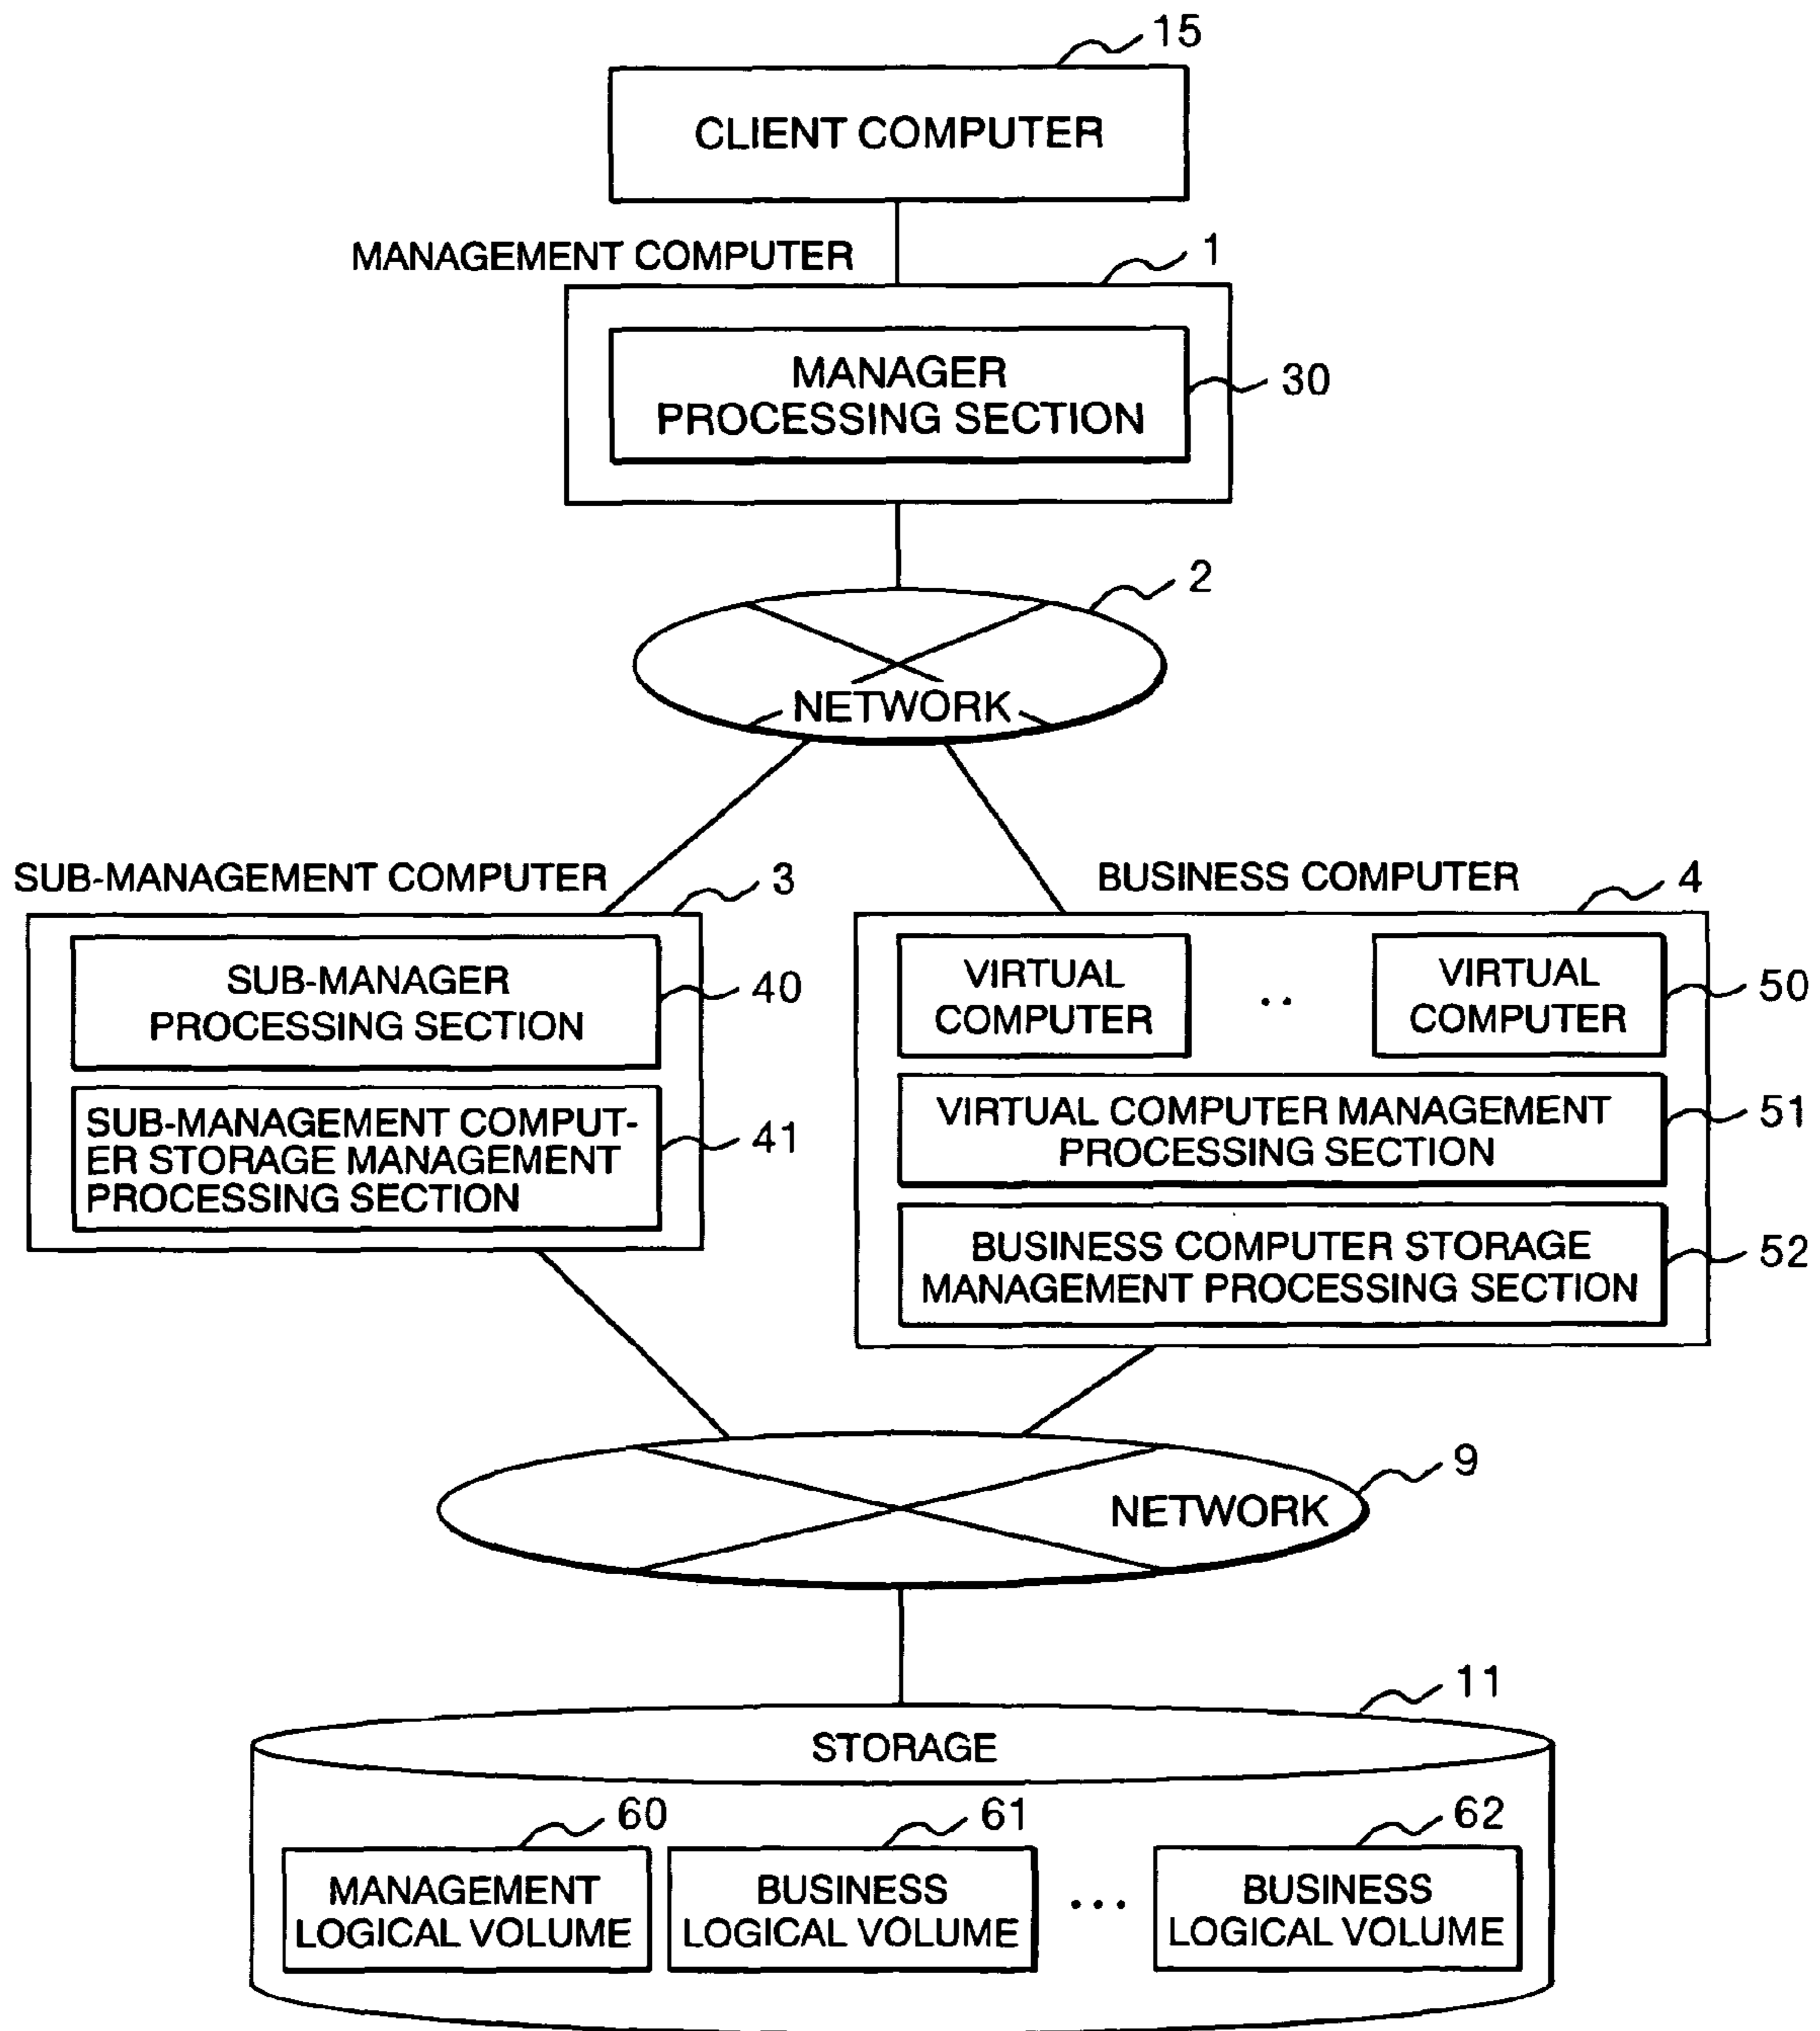 15
CLIENT COMPUTER
MANAGEMENT COMPUTER
1
MANAGER
PROCESSING SECTION
30
2
NETWORK
SUB-MANAGEMENT COMPUTER
3
SUB-MANAGER
PROCESSING SECTION
40
SUB-MANAGEMENT COMPUT-
ER STORAGE MANAGEMENT
PROCESSING SECTION
41
BUSINESS COMPUTER
4
VIRTUAL
COMPUTER
..
VIRTUAL
COMPUTER
50
VIRTUAL COMPUTER MANAGEMENT
PROCESSING SECTION
51
BUSINESS COMPUTER STORAGE
MANAGEMENT PROCESSING SECTION
52
9
NETWORK
11
STORAGE
60
MANAGEMENT
LOGICAL VOLUME
61
BUSINESS
LOGICAL VOLUME
...
62
BUSINESS
LOGICAL VOLUME